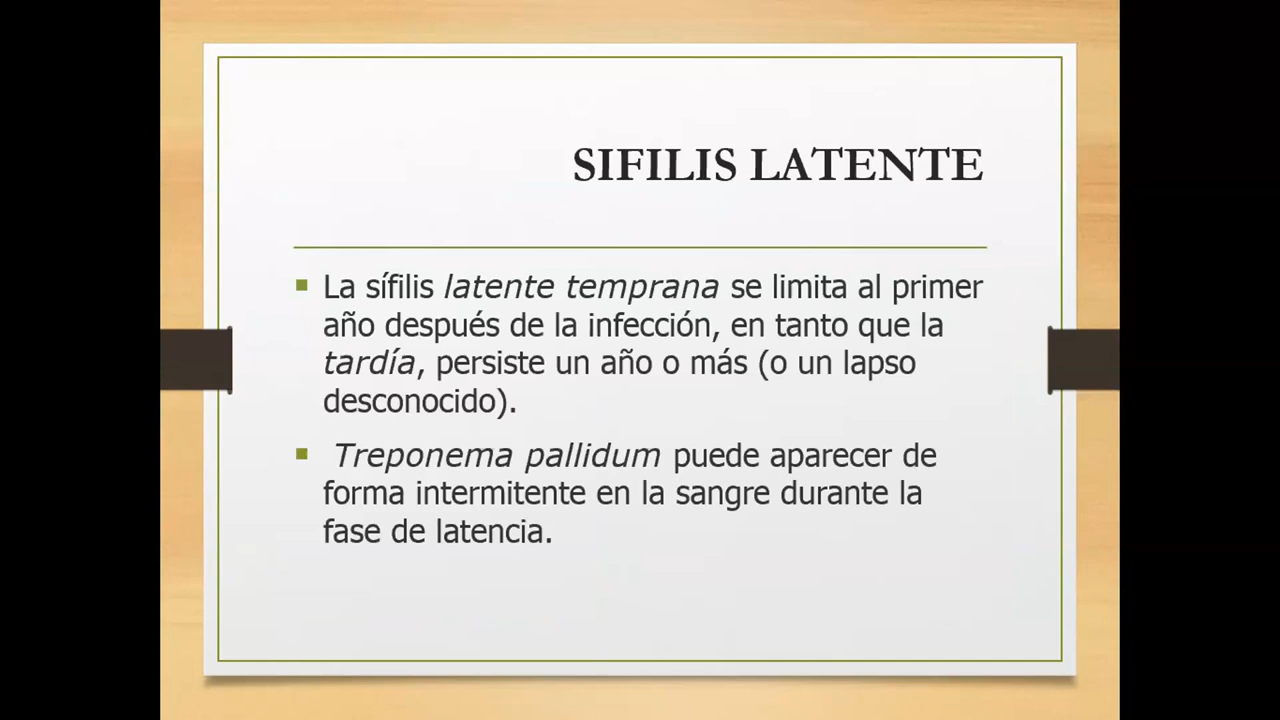 SIFILIS LATENTE
La sífilis latente temprana se limita al primer
año después de la infección, en tanto que la
tardía, persiste un año o más (o un lapso
desconocido).
Treponema pallidum puede aparecer de
forma intermitente en la sangre durante la
fase de latencia.